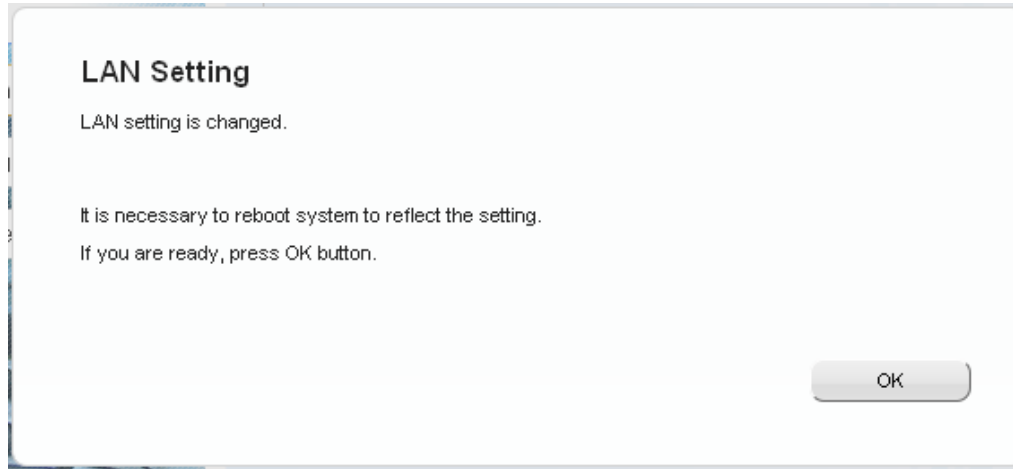 LAN Setting
LAN setting is changed.
It is necessary to reboot system to reflect the setting.
If you are ready, press OK button.
OK